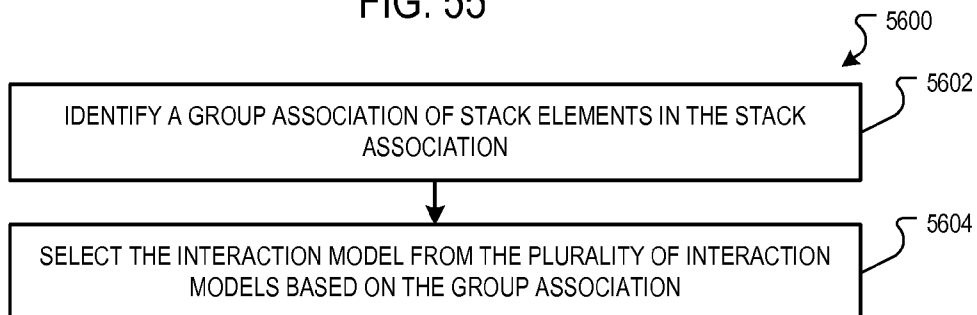 FIG. 55
5600
5602
IDENTIFY A GROUP ASSOCIATION OF STACK ELEMENTS IN THE STACK
ASSOCIATION
5604
SELECT THE INTERACTION MODEL FROM THE PLURALITY OF INTERACTION
MODELS BASED ON THE GROUP ASSOCIATION